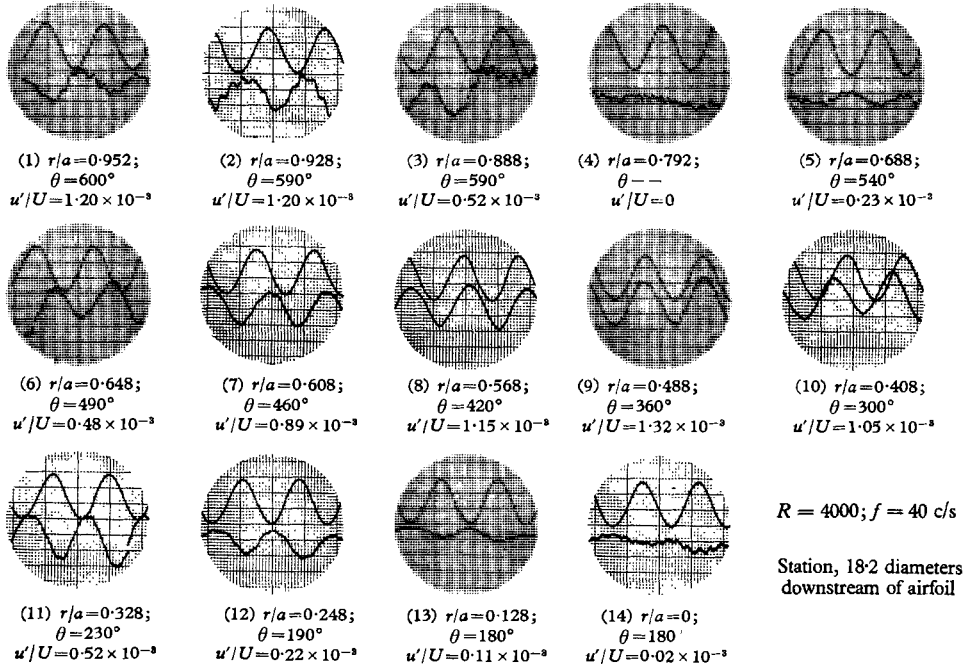 (1) r/a=0·952;
θ=600°
u′/U=1·20 × 10⁻³
(2) r/a=0·928;
θ=590°
u′/U=1·20 × 10⁻³
(3) r/a=0·888;
θ=590°
u′/U=0·52 × 10⁻³
(4) r/a=0·792;
θ – –
u′/U=0
(5) r/a=0·688;
θ=540°
u′/U=0·23 × 10⁻³
(6) r/a=0·648;
θ=490°
u′/U=0·48 × 10⁻³
(7) r/a=0·608;
θ=460°
u′/U=0·89 × 10⁻³
(8) r/a=0·568;
θ=420°
u′/U=1·15 × 10⁻³
(9) r/a=0·488;
θ=360°
u′/U=1·32 × 10⁻³
(10) r/a=0·408;
θ=300°
u′/U=1·05 × 10⁻³
(11) r/a=0·328;
θ=230°
u′/U=0·52 × 10⁻³
(12) r/a=0·248;
θ=190°
u′/U=0·22 × 10⁻³
(13) r/a=0·128;
θ=180°
u′/U=0·11 × 10⁻³
(14) r/a=0;
θ=180
u′/U=0·02 × 10⁻³
R = 4000; f = 40 c/s
Station, 18·2 diameters
downstream of airfoil